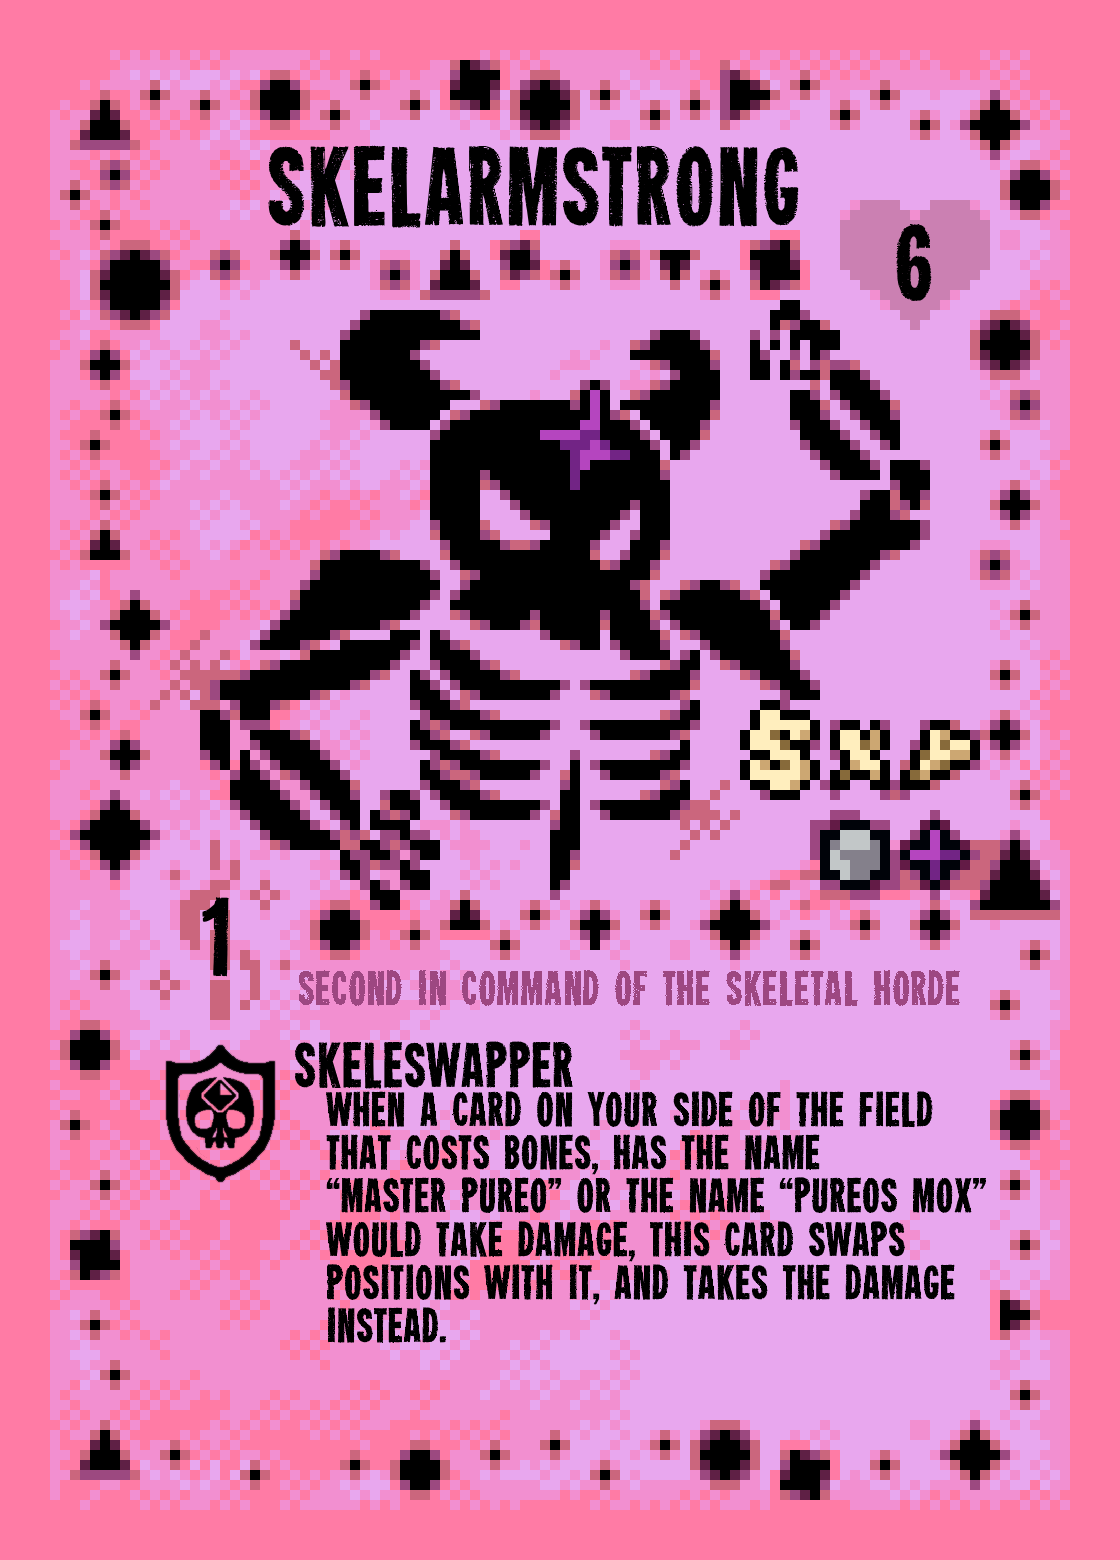 SKELARMSTRONG
6
5x
1
SECOND IN COMMAND OF THE SKELETAL HORDE
SKELESWAPPER
WHEN A CARD ON YOUR SIDE OF THE FIELD
THAT COSTS BONES, HAS THE NAME
“MASTER PUREO” OR THE NAME “PUREOS MOX”
WOULD TAKE DAMAGE, THIS CARD SWAPS
POSITIONS WITH IT, AND TAKES THE DAMAGE
INSTEAD.